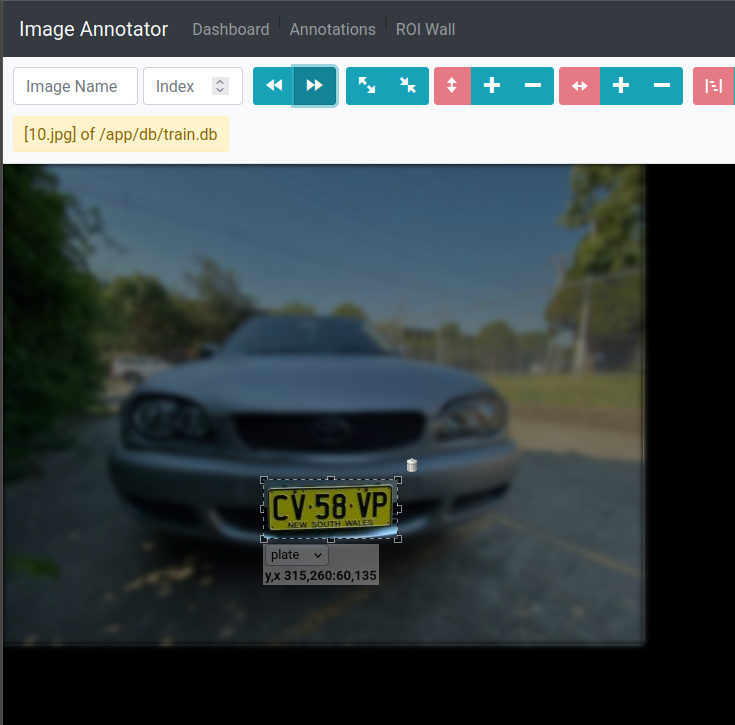 Image Annotator Dashboard Annotations ROI Wall
Image Name Index
[10.jpg] of /app/db/train.db
CV·58·VP
NEW SOUTH WALES
plate
y,x 315,260:60,135